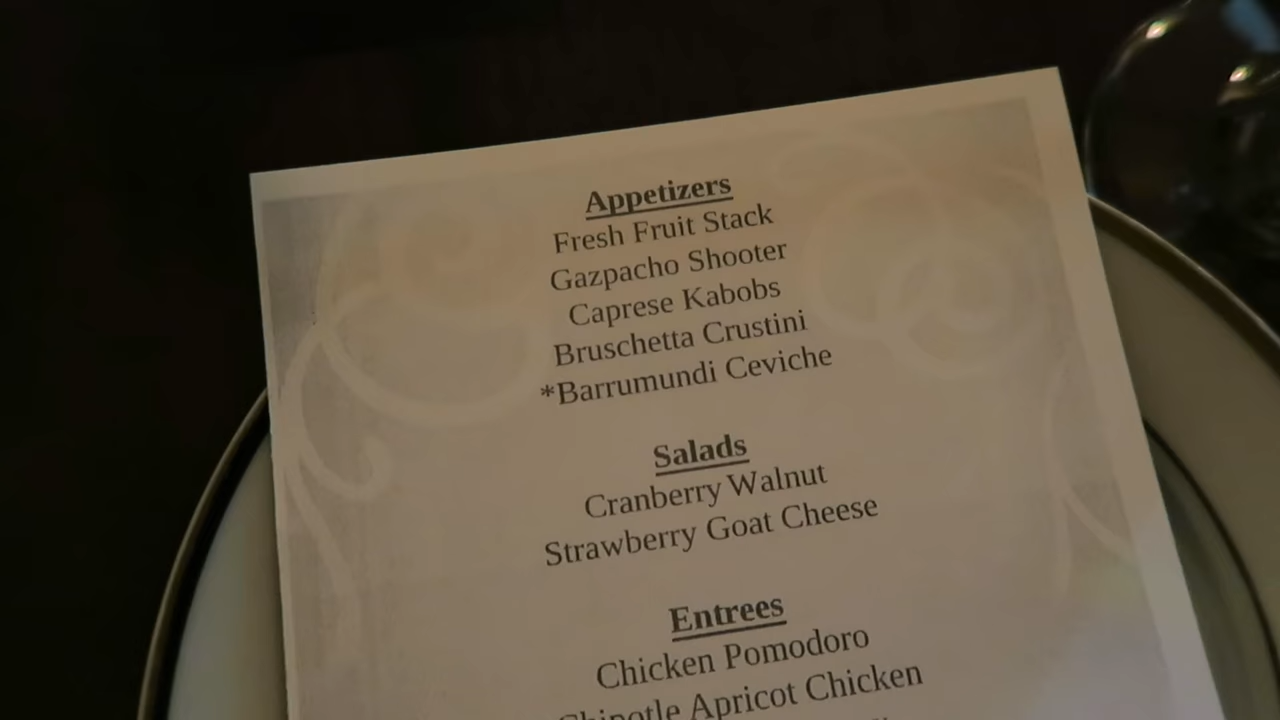 Appetizers
Fresh Fruit Stack
Gazpacho Shooter
Caprese Kabobs
Bruschetta Crustini
*Barrumundi Ceviche
Salads
Cranberry Walnut
Strawberry Goat Cheese
Entrees
Chicken Pomodoro
Chipotle Apricot Chicken